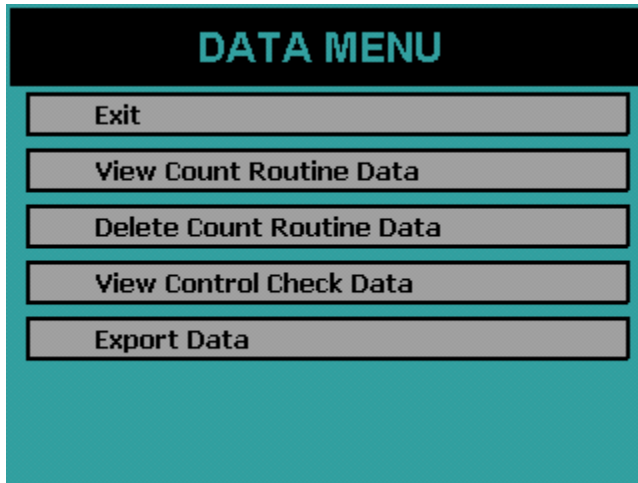 DATA MENU
Exit
View Count Routine Data
Delete Count Routine Data
View Control Check Data
Export Data